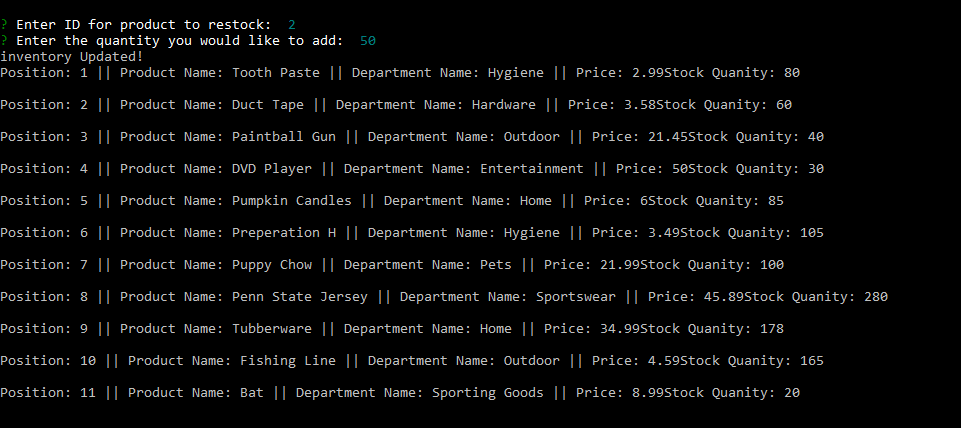 ? Enter ID for product to restock: 2
? Enter the quantity you would like to add: 50
inventory Updated!
Position: 1 || Product Name: Tooth Paste || Department Name: Hygiene || Price: 2.99Stock Quanity: 80
Position: 2 || Product Name: Duct Tape || Department Name: Hardware || Price: 3.58Stock Quanity: 60
Position: 3 || Product Name: Paintball Gun || Department Name: Outdoor || Price: 21.45Stock Quanity: 40
Position: 4 || Product Name: DVD Player || Department Name: Entertainment || Price: 50Stock Quanity: 30
Position: 5 || Product Name: Pumpkin Candles || Department Name: Home || Price: 6Stock Quanity: 85
Position: 6 || Product Name: Preperation H || Department Name: Hygiene || Price: 3.49Stock Quanity: 105
Position: 7 || Product Name: Puppy Chow || Department Name: Pets || Price: 21.99Stock Quanity: 100
Position: 8 || Product Name: Penn State Jersey || Department Name: Sportswear || Price: 45.89Stock Quanity: 280
Position: 9 || Product Name: Tubberware || Department Name: Home || Price: 34.99Stock Quanity: 178
Position: 10 || Product Name: Fishing Line || Department Name: Outdoor || Price: 4.59Stock Quanity: 165
Position: 11 || Product Name: Bat || Department Name: Sporting Goods || Price: 8.99Stock Quanity: 20